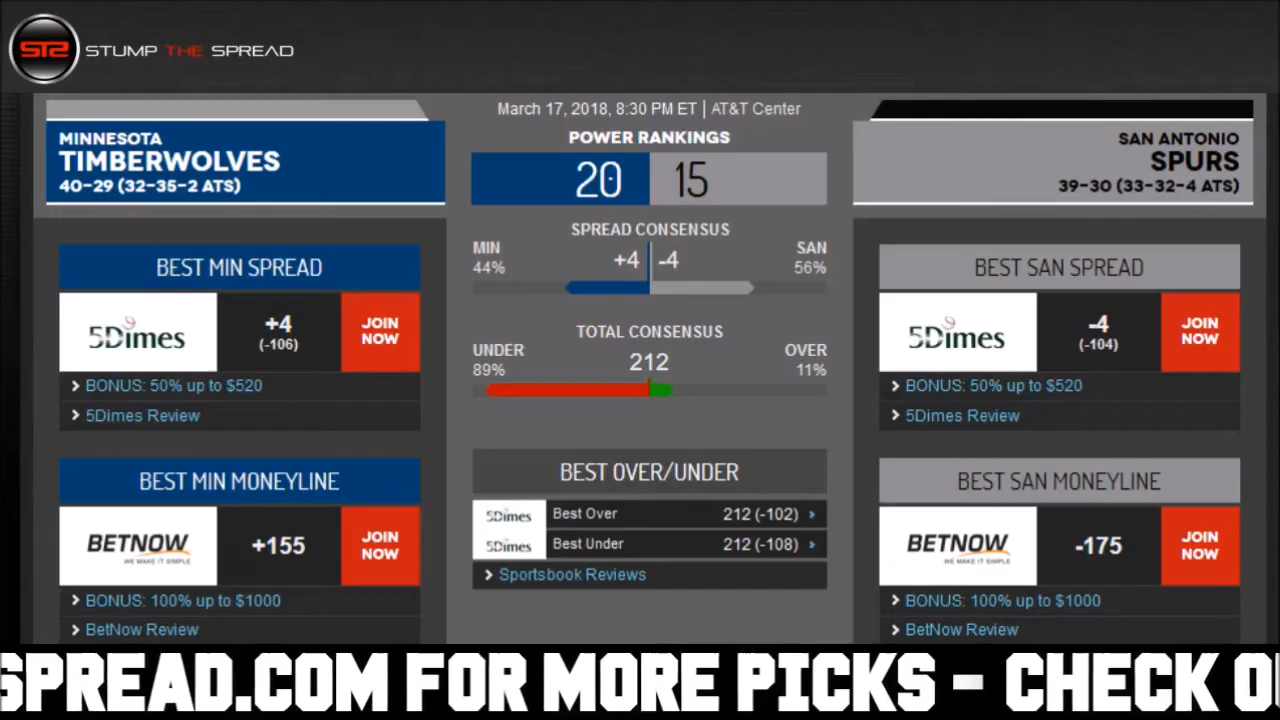 STS STUMP THE SPREAD
March 17, 2018, 8:30 PM ET | AT&T Center
MINNESOTA
TIMBERWOLVES
40-29 (32-35-2 ATS)
POWER RANKINGS
20 15
SAN ANTONIO
SPURS
39-30 (33-32-4 ATS)
BEST MIN SPREAD
5Dimes
+4
(-106)
JOIN
NOW
BONUS: 50% up to $520
5Dimes Review
BEST MIN MONEYLINE
BETNOW
WE MAKE IT SIMPLE
+155
JOIN
NOW
BONUS: 100% up to $1000
BetNow Review
SPREAD CONSENSUS
MIN
44%
+4 -4
SAN
56%
TOTAL CONSENSUS
UNDER
89%
212
OVER
11%
BEST OVER/UNDER
5Dimes Best Over 212 (-102)
5Dimes Best Under 212 (-108)
Sportsbook Reviews
BEST SAN SPREAD
5Dimes
-4
(-104)
JOIN
NOW
BONUS: 50% up to $520
5Dimes Review
BEST SAN MONEYLINE
BETNOW
WE MAKE IT SIMPLE
-175
JOIN
NOW
BONUS: 100% up to $1000
BetNow Review
SPREAD.COM FOR MORE PICKS - CHECK O